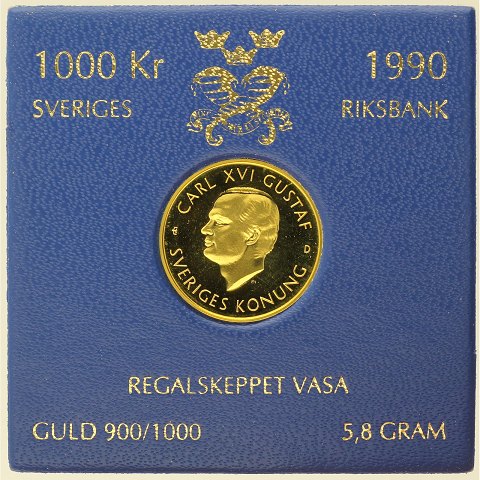 1000 Kr 1990
SVERIGES RIKSBANK
CARL XVI GUSTAF
D
SVERIGES KONUNG
REGALSKEPPET VASA
GULD 900/1000 5,8 GRAM